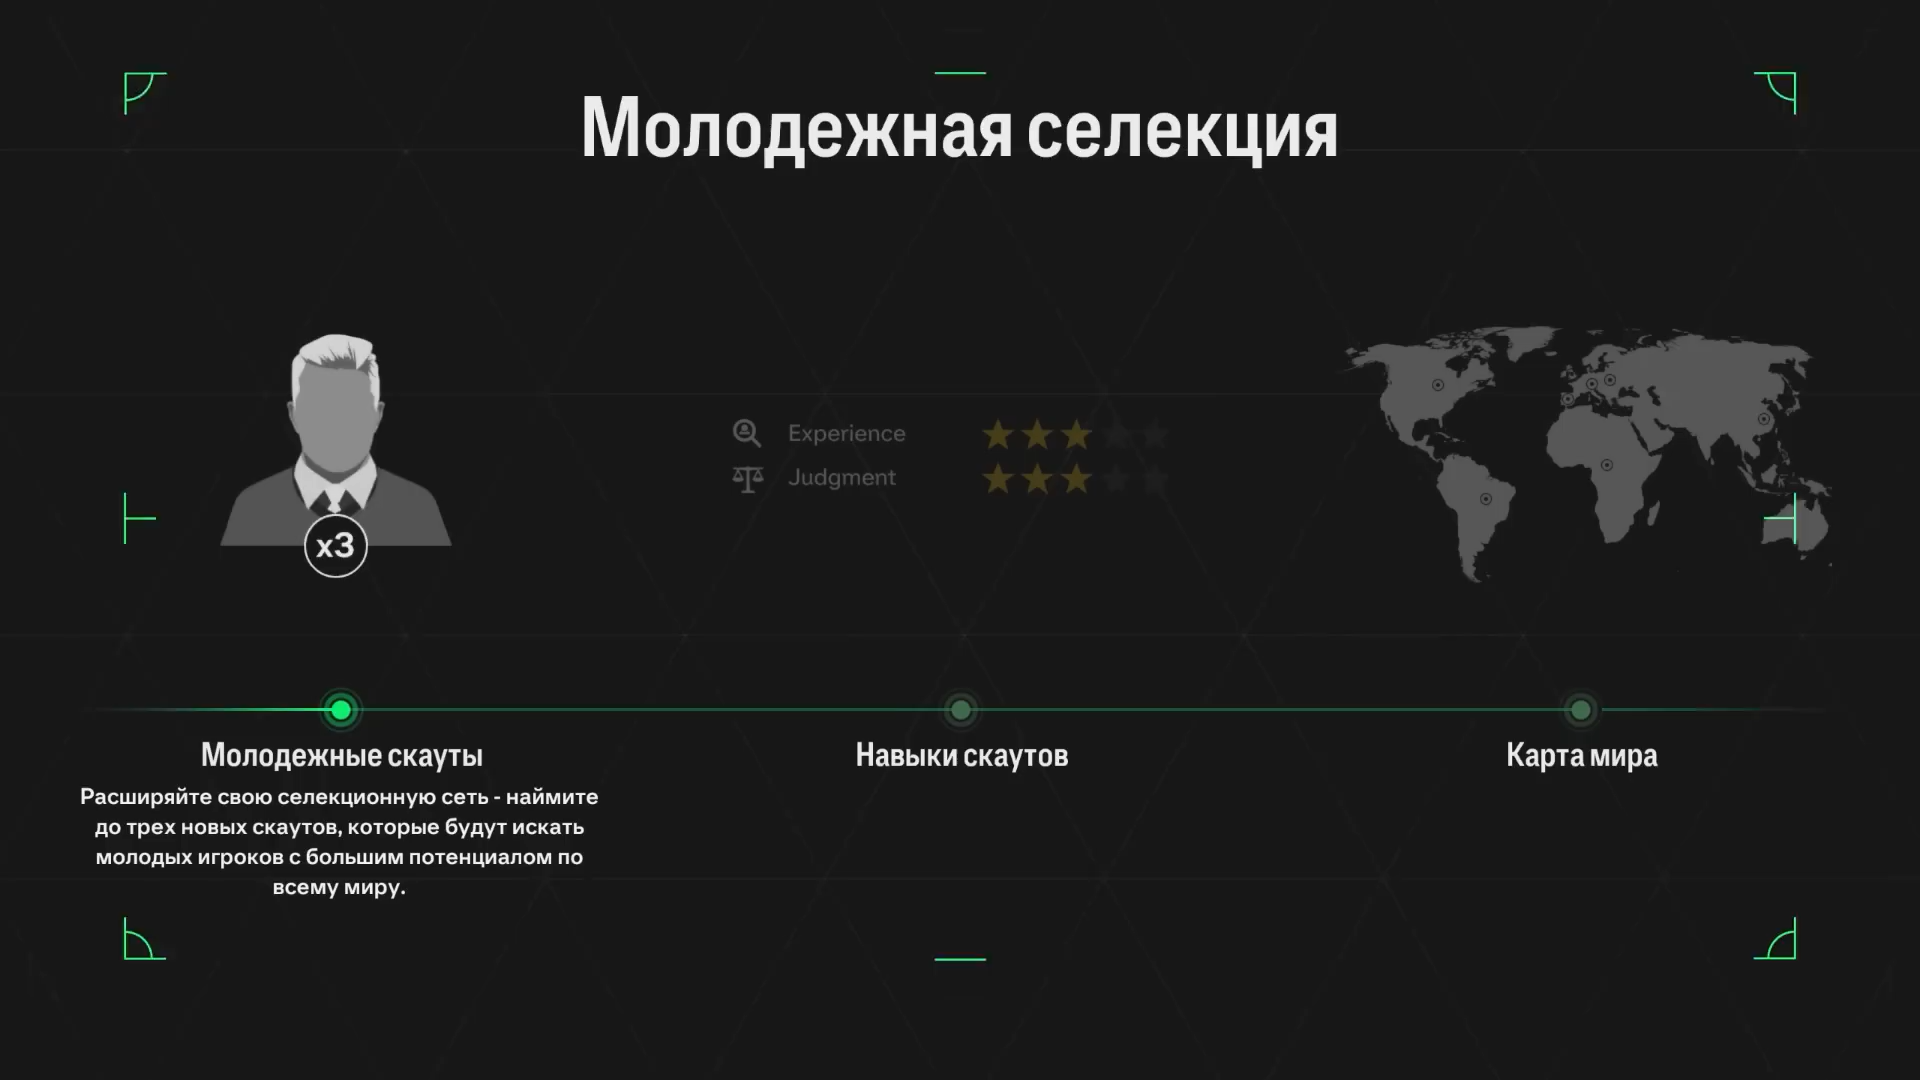 Молодежная селекция
Experience
Judgment
x3
Молодежные скауты
Расширяйте свою селекционную сеть - наймите
до трех новых скаутов, которые будут искать
молодых игроков с большим потенциалом по
всему миру.
Навыки скаутов
Карта мира